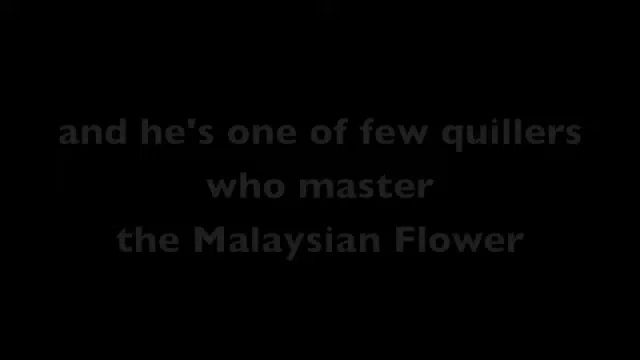 and he's one of few quillers
who master
the Malaysian Flower